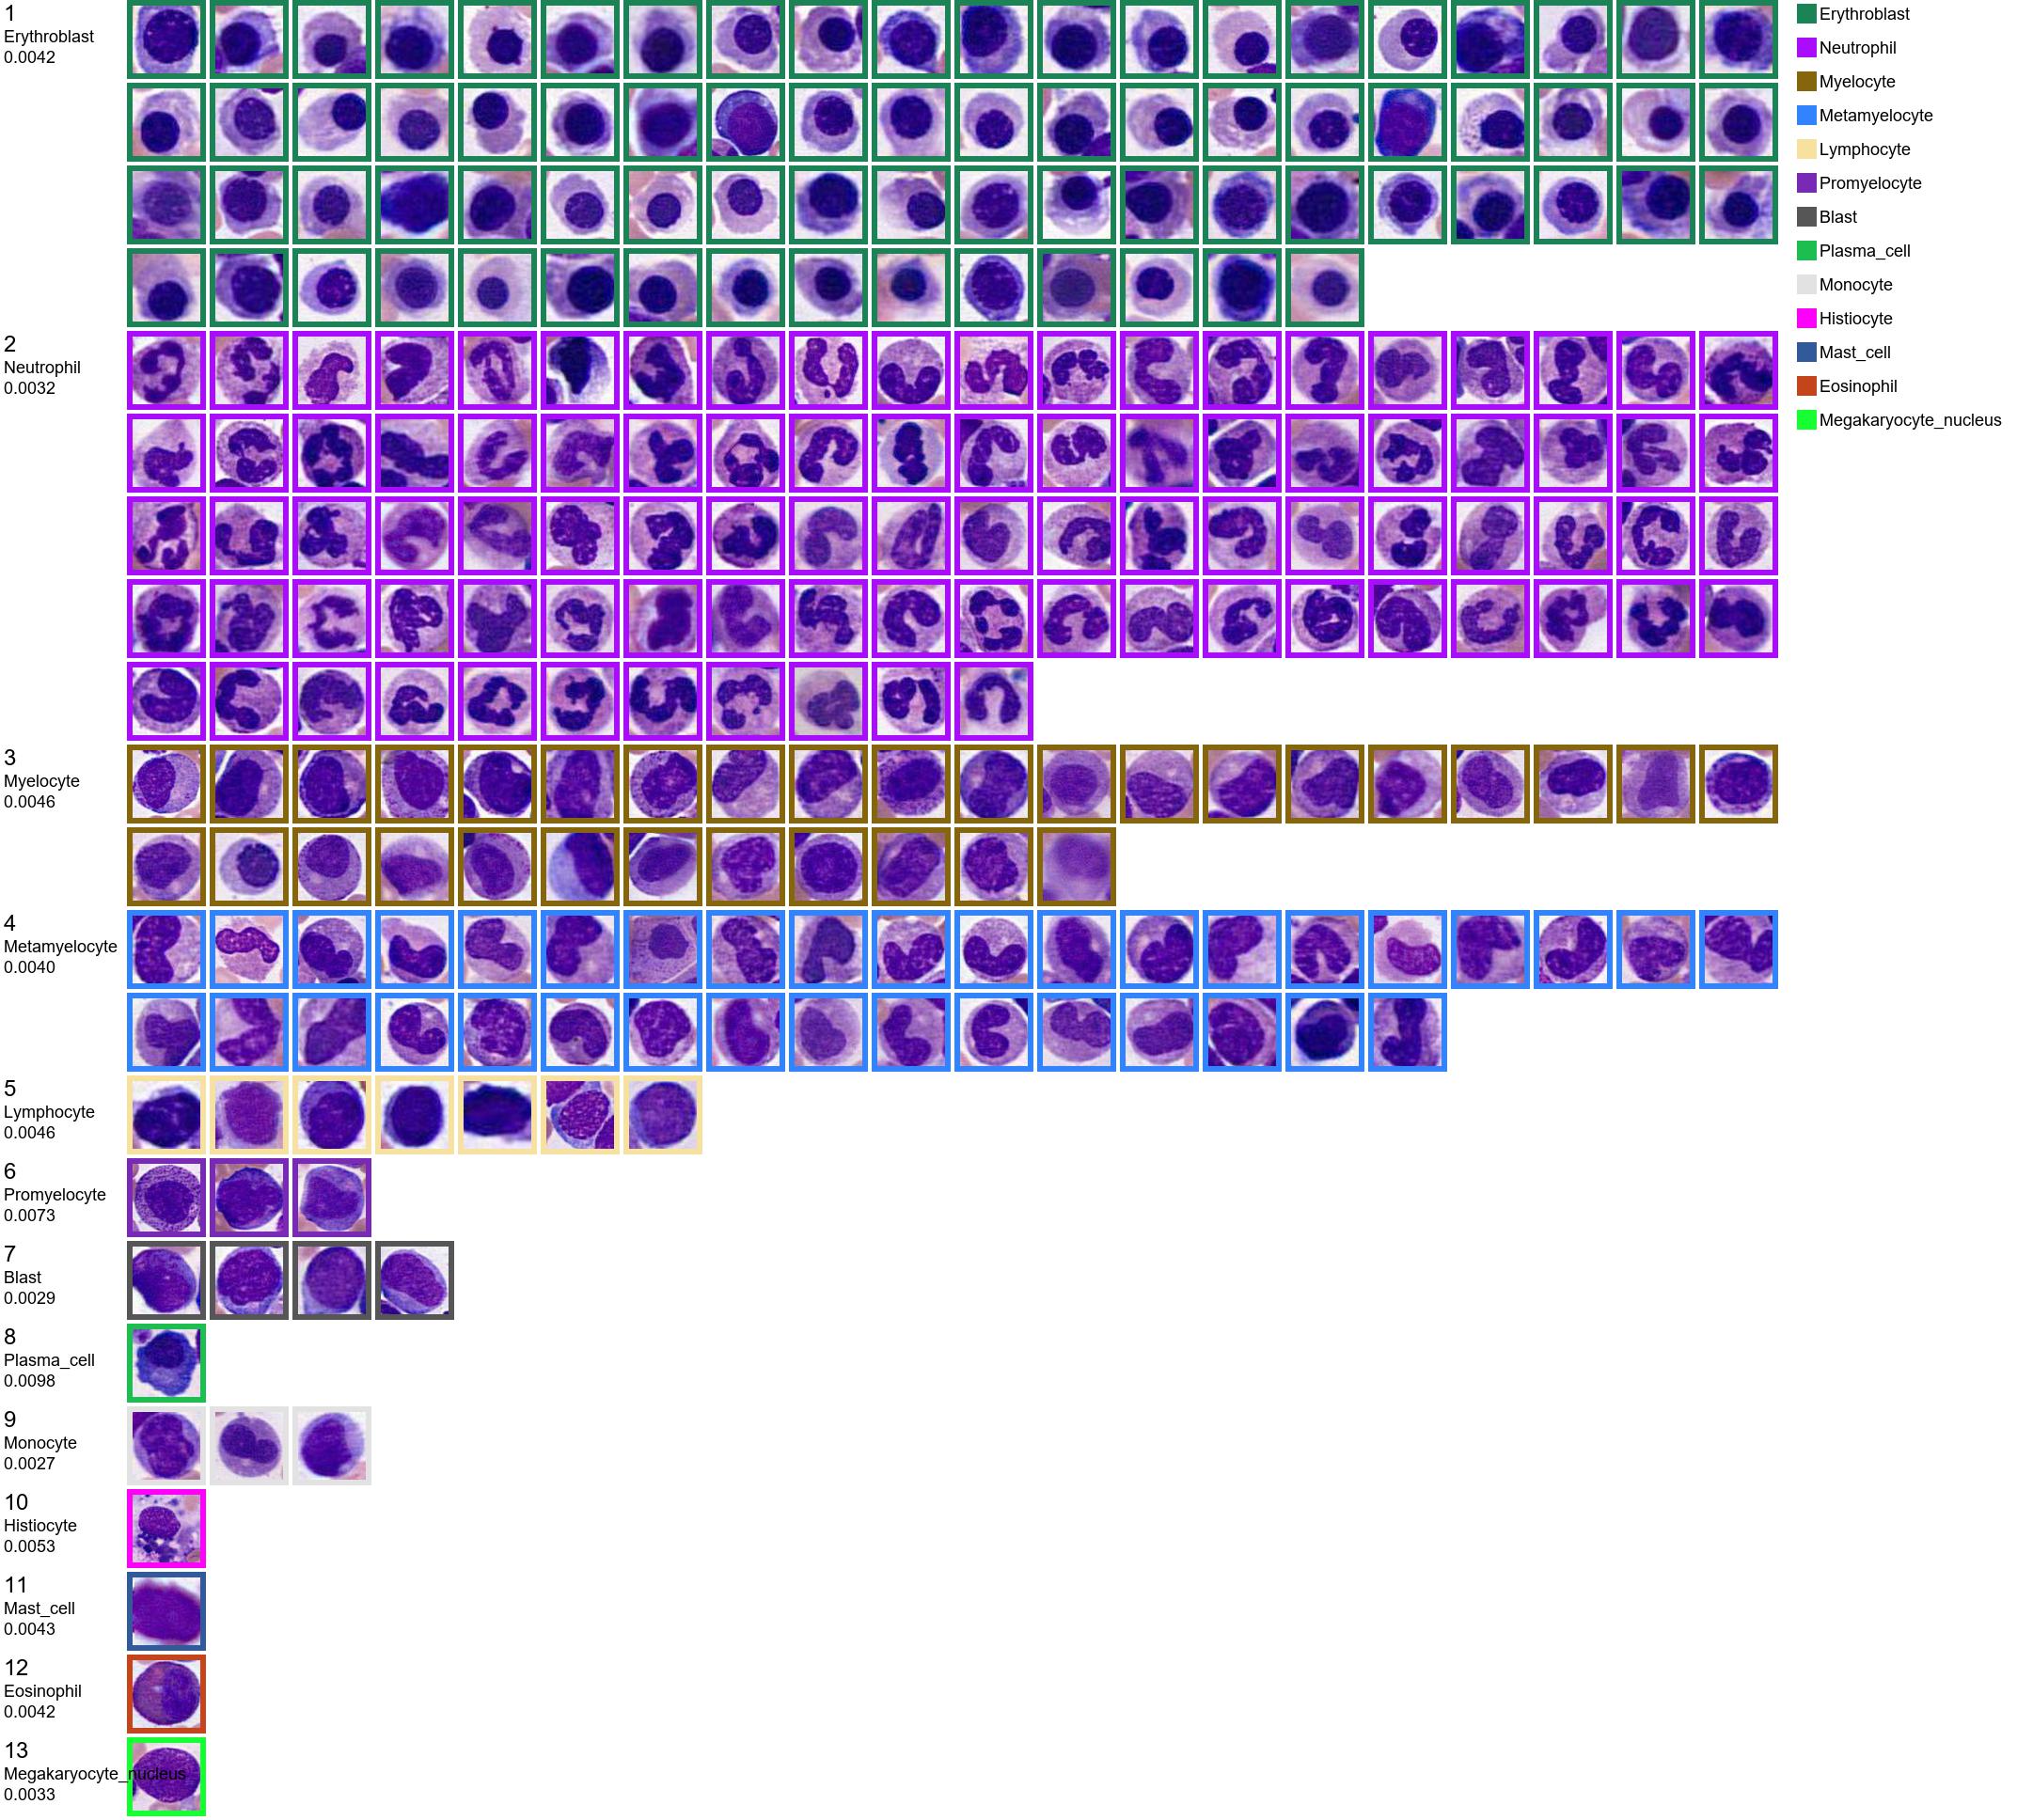 1
Erythroblast
0.0042
2
Neutrophil
0.0032
3
Myelocyte
0.0046
4
Metamyelocyte
0.0040
5
Lymphocyte
0.0046
6
Promyelocyte
0.0073
7
Blast
0.0029
8
Plasma_cell
0.0098
9
Monocyte
0.0027
10
Histiocyte
0.0053
11
Mast_cell
0.0043
12
Eosinophil
0.0042
13
Megakaryocyte_nucleus
0.0033
Erythroblast
Neutrophil
Myelocyte
Metamyelocyte
Lymphocyte
Promyelocyte
Blast
Plasma_cell
Monocyte
Histiocyte
Mast_cell
Eosinophil
Megakaryocyte_nucleus